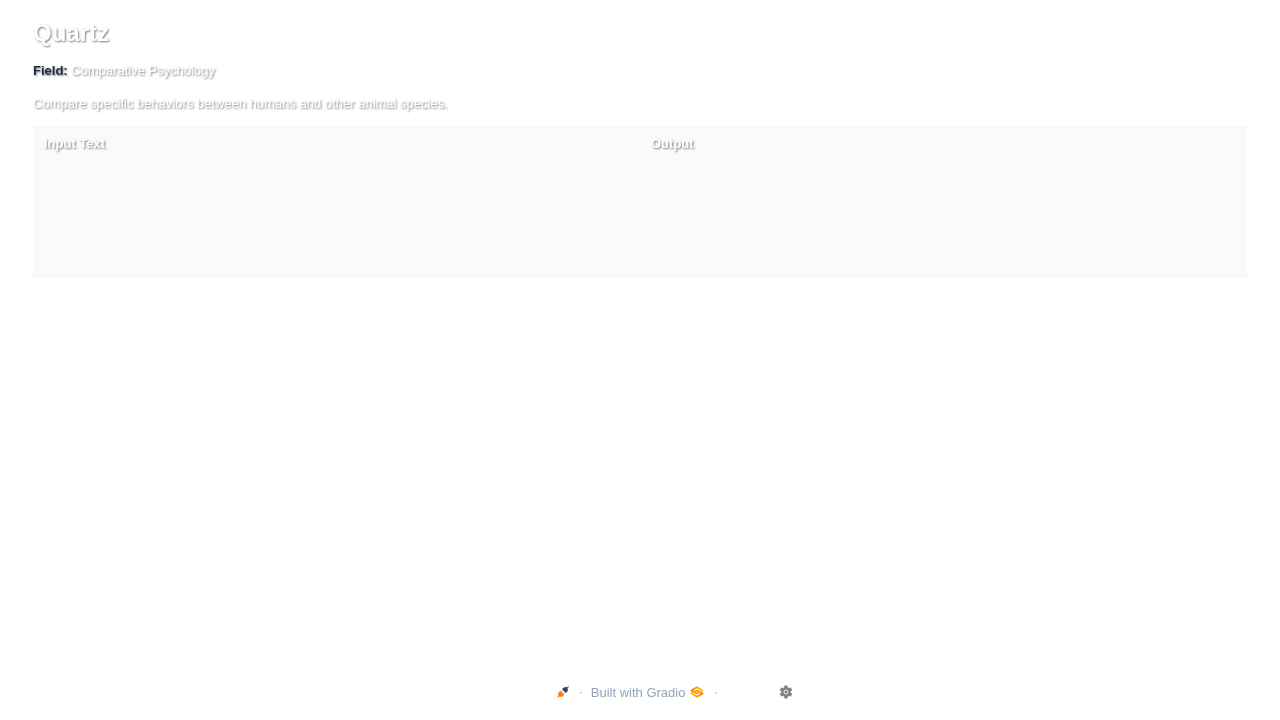 Quartz
Field: Comparative Psychology
Compare specific behaviors between humans and other animal species.
Input Text
Output
· Built with Gradio ·